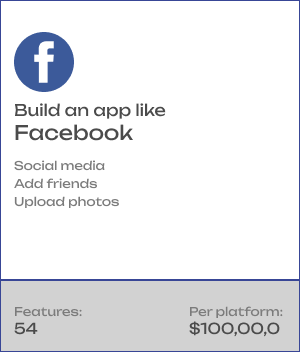 Build an app like
Facebook
Social media
Add friends
Upload photos
Features:
54
Per platform:
$100,00,0